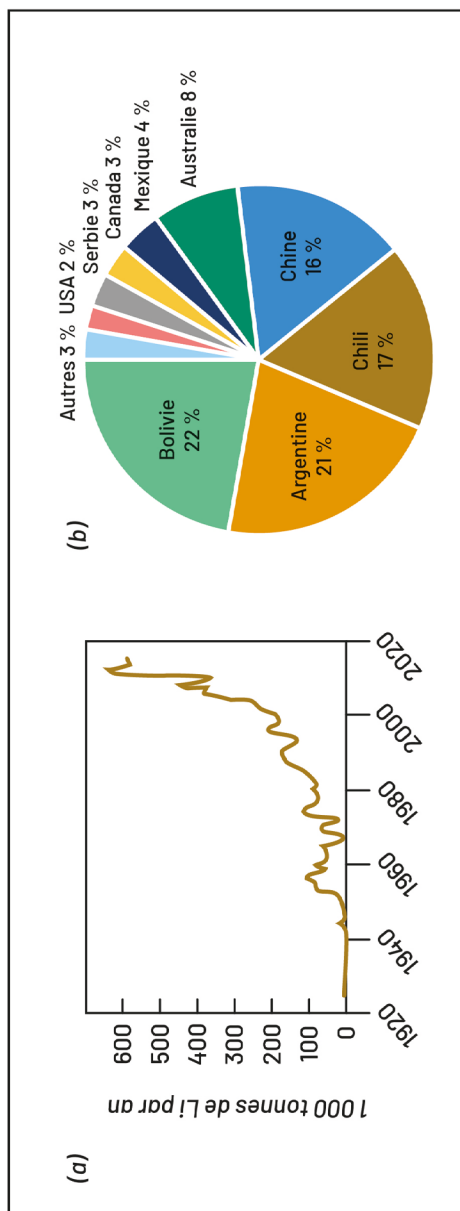 (a)
1 000 tonnes de Li par an
600
500
400
300
200
100
0
1920
1940
1960
1980
2000
2020
(b)
Autres 3 %
USA 2 %
Serbie 3 %
Canada 3 %
Mexique 4 %
Australie 8 %
Chine
16 %
Chili
17 %
Argentine
21 %
Bolivie
22 %